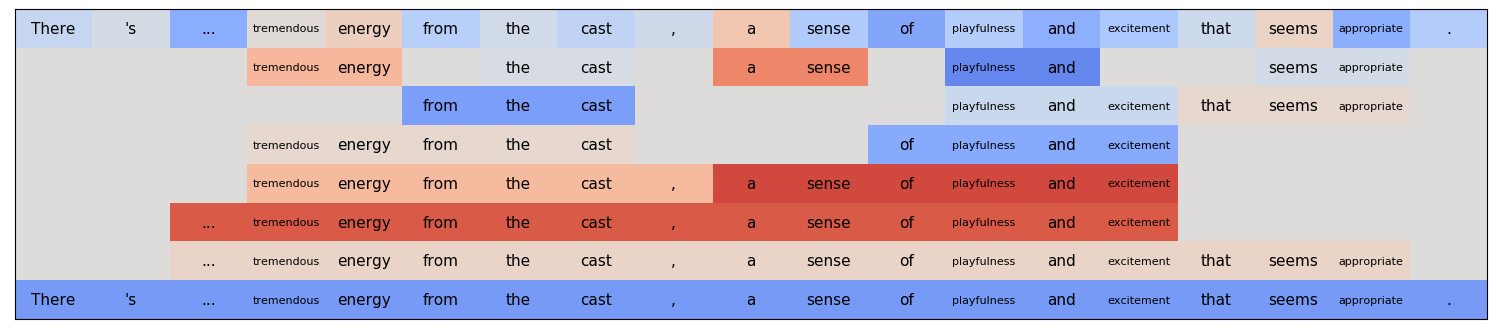 There 's ... tremendous energy from the cast , a sense of playfulness and excitement that seems appropriate .
tremendous energy the cast a sense playfulness and seems appropriate
from the cast playfulness and excitement that seems appropriate
tremendous energy from the cast of playfulness and excitement
tremendous energy from the cast , a sense of playfulness and excitement
... tremendous energy from the cast , a sense of playfulness and excitement
... tremendous energy from the cast , a sense of playfulness and excitement that seems appropriate
There 's ... tremendous energy from the cast , a sense of playfulness and excitement that seems appropriate .